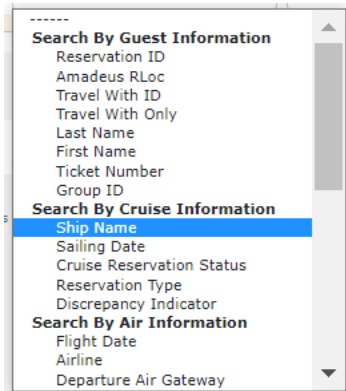 ------
Search By Guest Information
Reservation ID
Amadeus RLoc
Travel With ID
Travel With Only
Last Name
First Name
Ticket Number
Group ID
Search By Cruise Information
Ship Name
Sailing Date
Cruise Reservation Status
Reservation Type
Discrepancy Indicator
Search By Air Information
Flight Date
Airline
Departure Air Gateway